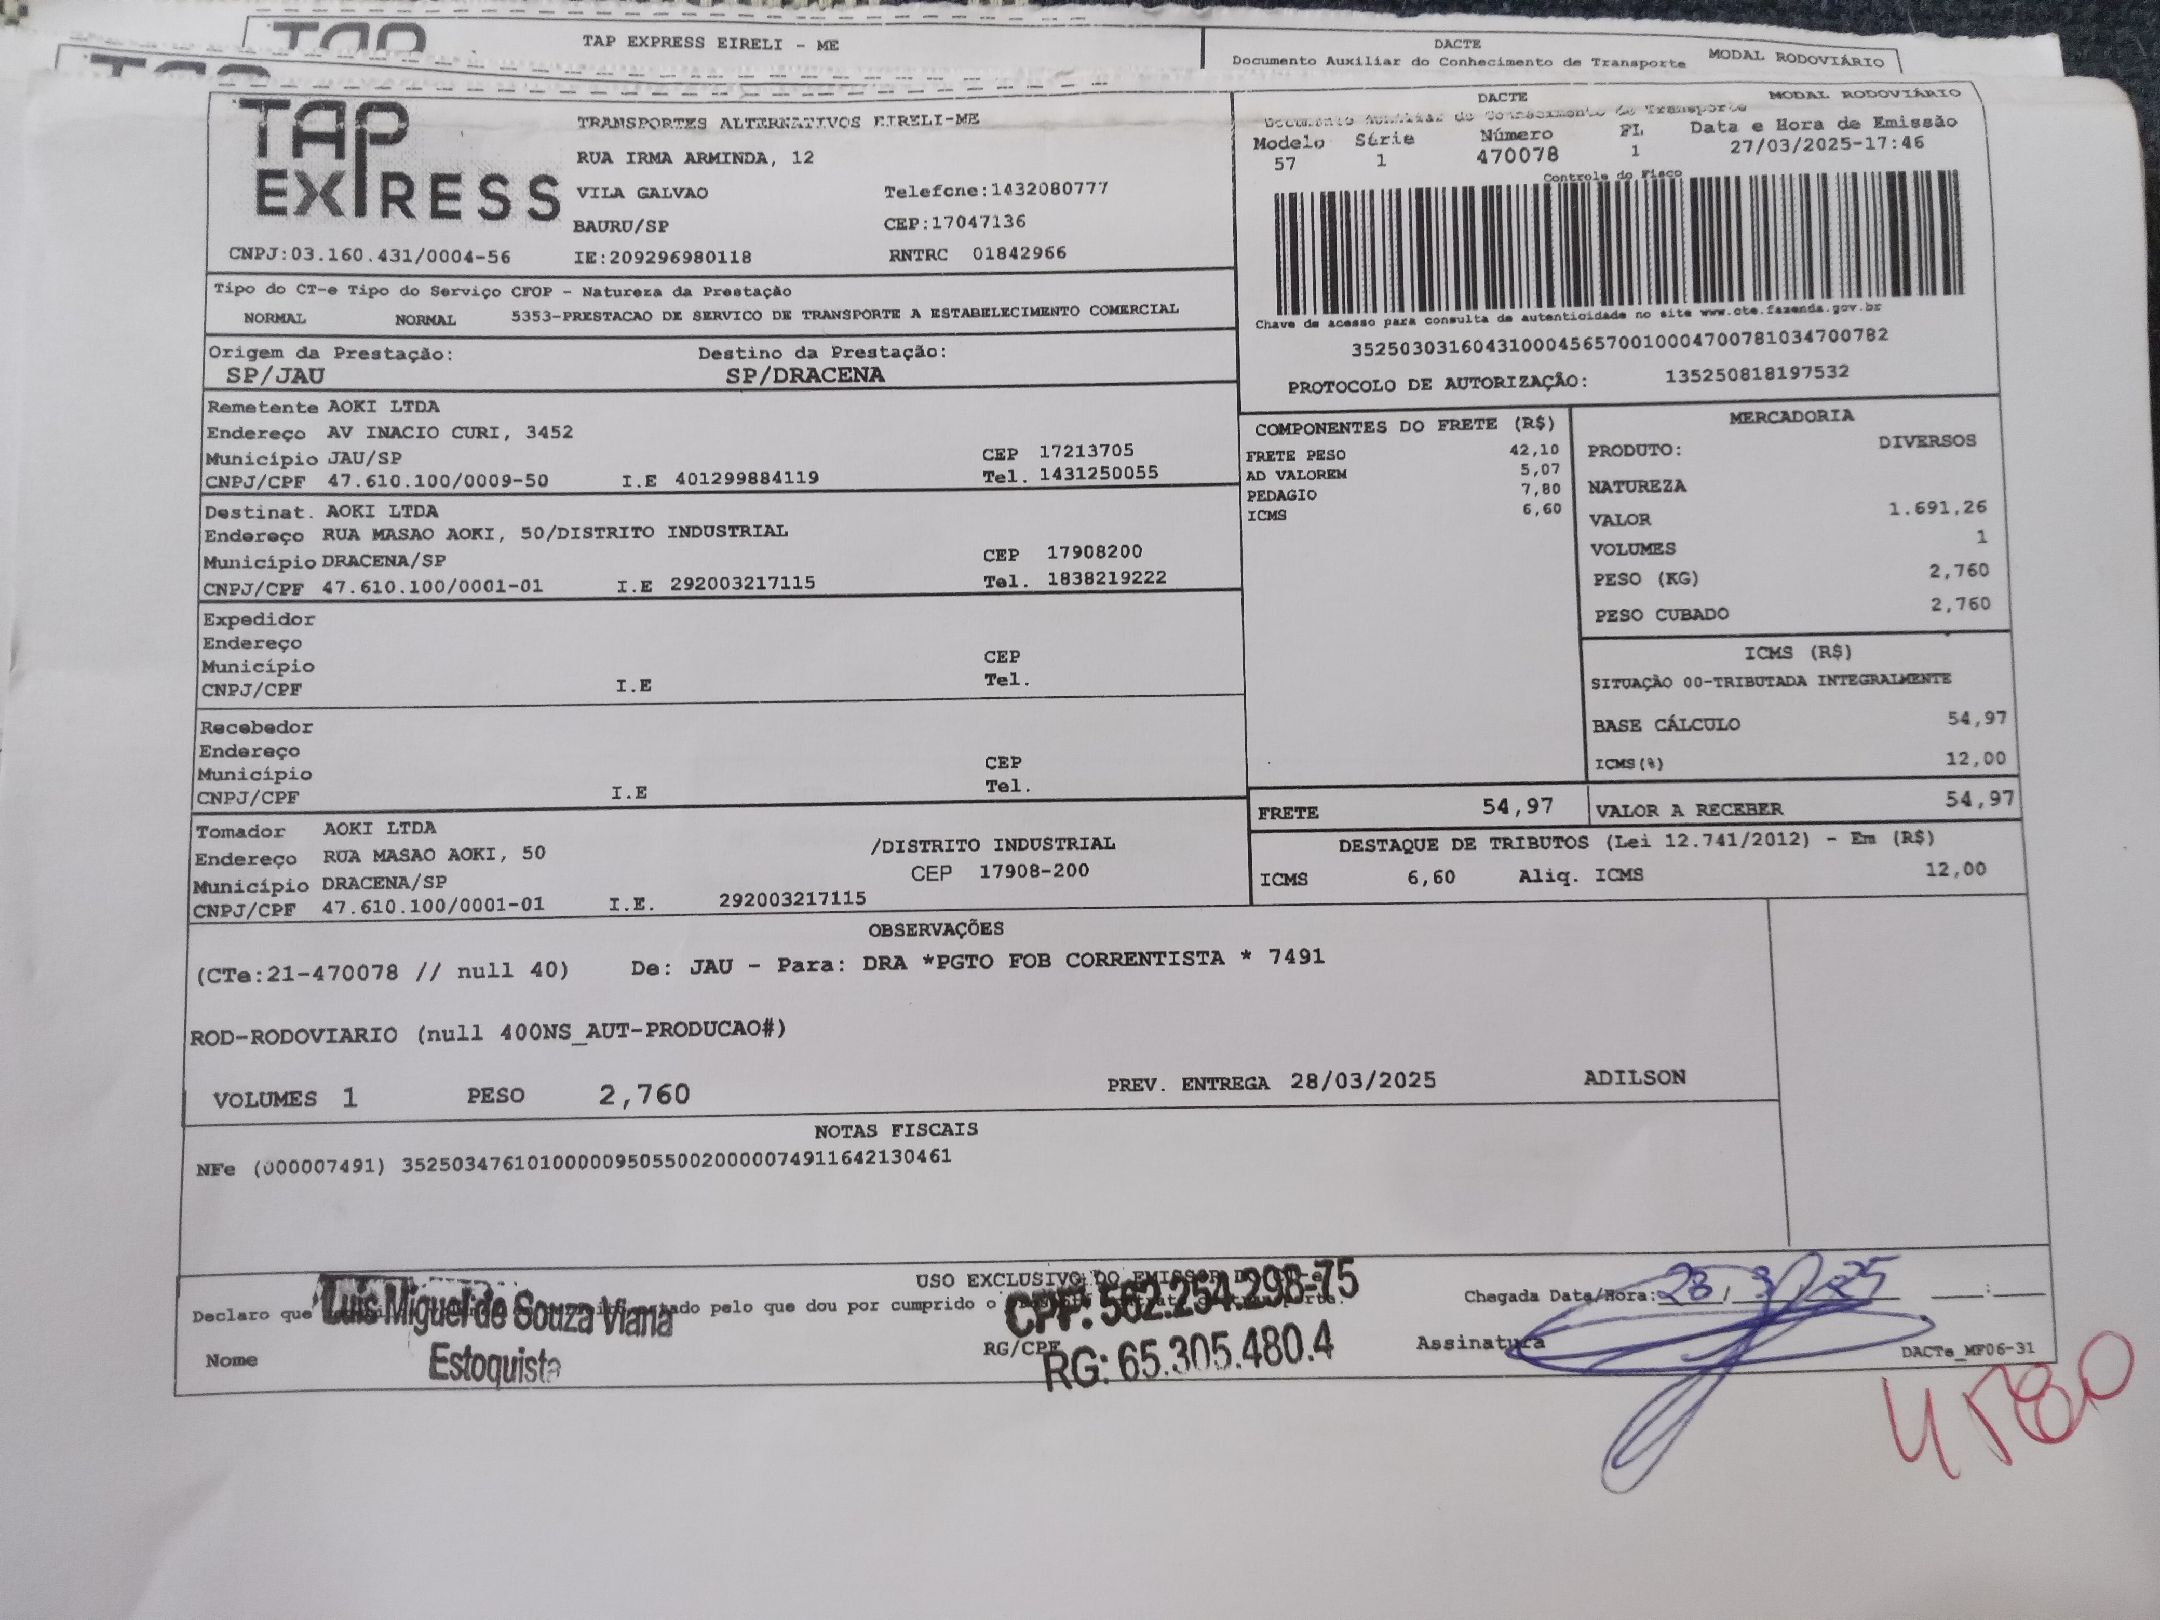 TAP
TAP EXPRESS EIRELI - ME
DACTE
Documento Auxiliar do Conhecimento de Transporte
MODAL RODOVIÁRIO
TAP
TAP EXPRESS
TRANSPORTES ALTERNATIVOS EIRELI-ME
RUA IRMA ARMINDA, 12
VILA GALVAO Telefone:1432080777
BAURU/SP CEP:17047136
CNPJ:03.160.431/0004-56 IE:209296980118 RNTRC 01842966
DACTE MODAL RODOVIÁRIO
Documento Auxiliar do Conhecimento de Transporte
Modelo Série Número FL Data e Hora de Emissão
57 1 470078 1 27/03/2025-17:46
Controle do Fisco
Chave de acesso para consulta de autenticidade no site www.cte.fazenda.gov.br
35250303160431000456570010004700781034700782
PROTOCOLO DE AUTORIZAÇÃO: 135250818197532
Tipo do CT-e Tipo do Serviço CFOP - Natureza da Prestação
NORMAL NORMAL 5353-PRESTACAO DE SERVICO DE TRANSPORTE A ESTABELECIMENTO COMERCIAL
Origem da Prestação: Destino da Prestação:
SP/JAU SP/DRACENA
Remetente AOKI LTDA
Endereço AV INACIO CURI, 3452
Município JAU/SP CEP 17213705
CNPJ/CPF 47.610.100/0009-50 I.E 401299884119 Tel. 1431250055
Destinat. AOKI LTDA
Endereço RUA MASAO AOKI, 50/DISTRITO INDUSTRIAL
Município DRACENA/SP CEP 17908200
CNPJ/CPF 47.610.100/0001-01 I.E 292003217115 Tel. 1838219222
Expedidor
Endereço
Município CEP
CNPJ/CPF I.E Tel.
Recebedor
Endereço
Município CEP
CNPJ/CPF I.E Tel.
Tomador AOKI LTDA
Endereço RUA MASAO AOKI, 50 /DISTRITO INDUSTRIAL
Município DRACENA/SP CEP 17908-200
CNPJ/CPF 47.610.100/0001-01 I.E. 292003217115
COMPONENTES DO FRETE (R$)
FRETE PESO 42,10
AD VALOREM 5,07
PEDAGIO 7,80
ICMS 6,60
MERCADORIA
PRODUTO: DIVERSOS
NATUREZA
VALOR 1.691,26
VOLUMES 1
PESO (KG) 2,760
PESO CUBADO 2,760
ICMS (R$)
SITUAÇÃO 00-TRIBUTADA INTEGRALMENTE
BASE CÁLCULO 54,97
ICMS(%) 12,00
FRETE 54,97 VALOR A RECEBER 54,97
DESTAQUE DE TRIBUTOS (Lei 12.741/2012) - Em (R$)
ICMS 6,60 Aliq. ICMS 12,00
OBSERVAÇÕES
(CTe:21-470078 // null 40) De: JAU - Para: DRA *PGTO FOB CORRENTISTA * 7491
ROD-RODOVIARIO (null 400NS_AUT-PRODUCAO#)
VOLUMES 1 PESO 2,760 PREV. ENTREGA 28/03/2025 ADILSON
NOTAS FISCAIS
NFe (000007491) 35250347610100000950550020000074911642130461
USO EXCLUSIVO DO EMISSOR
Declaro que pelo que dou por cumprido o
Luis Miguel de Souza Viana
Estoquista
CPF: 562.254.298-75
RG: 65.305.480.4
Nome RG/CPF
Chegada Data/Hora: 28/3/25 :
Assinatura
DACTe_MF06-31